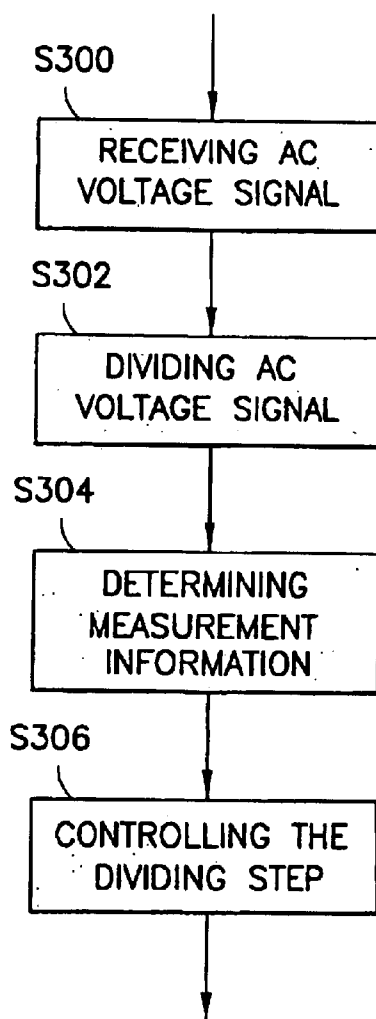 S300
RECEIVING AC
VOLTAGE SIGNAL
S302
DIVIDING AC
VOLTAGE SIGNAL
S304
DETERMINING
MEASUREMENT
INFORMATION
S306
CONTROLLING THE
DIVIDING STEP